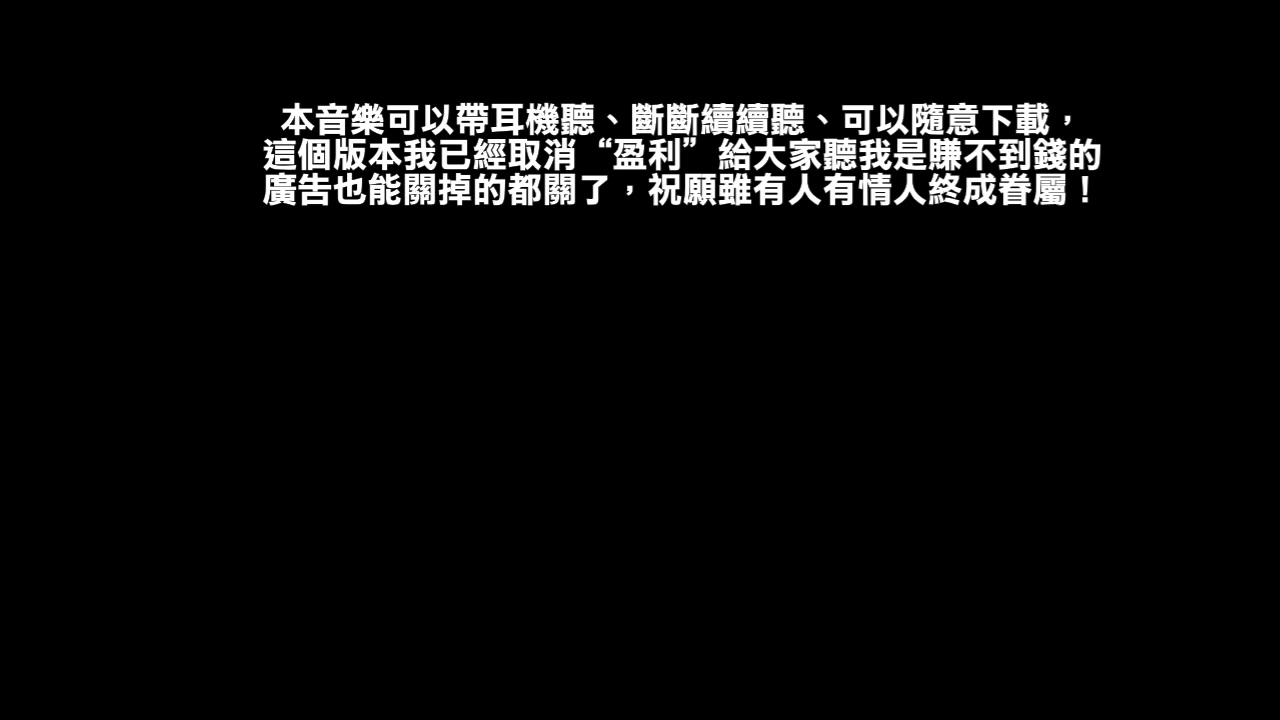 本音樂可以帶耳機聽、斷斷續續聽、可以隨意下載，
這個版本我已經取消“盈利”給大家聽我是賺不到錢的
廣告也能關掉的都關了，祝願雖有人有情人終成眷屬！